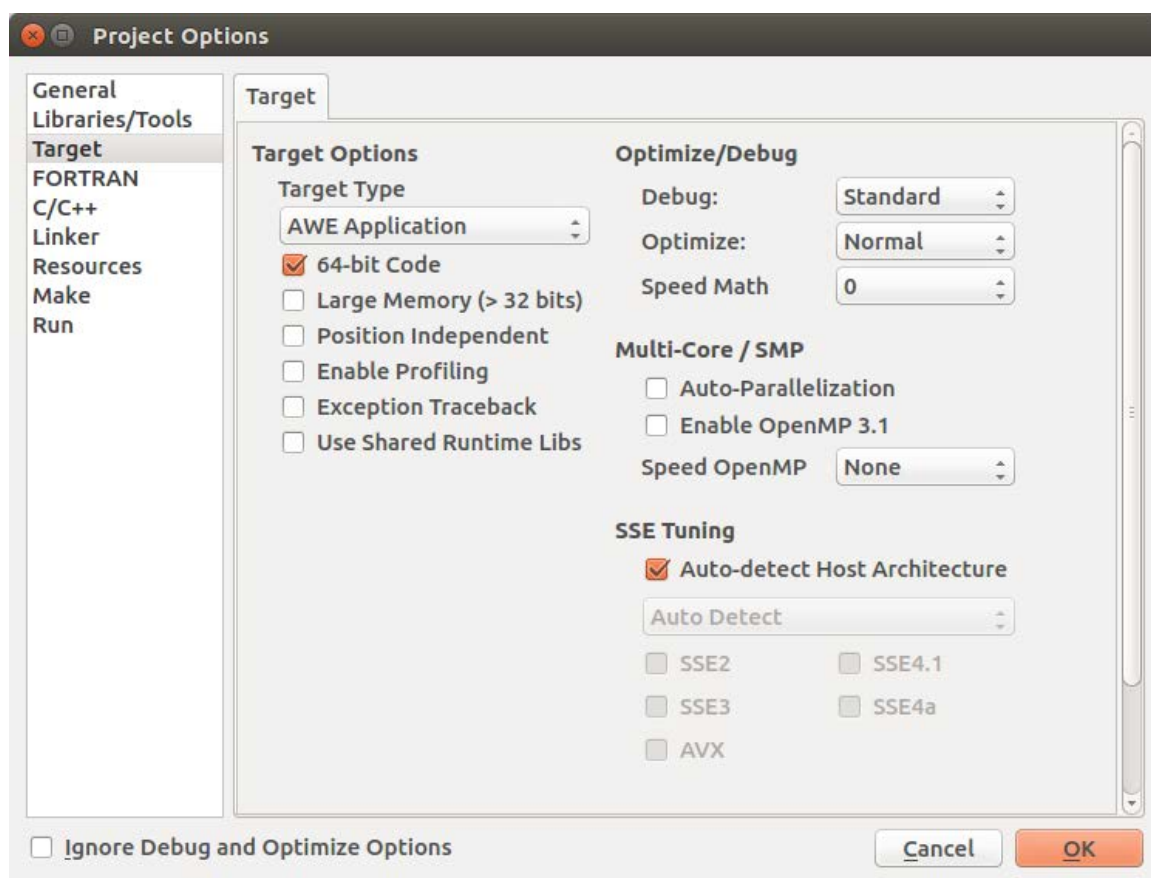 Project Options
General
Libraries/Tools
Target
FORTRAN
C/C++
Linker
Resources
Make
Run
Target
Target Options
Target Type
AWE Application
64-bit Code
Large Memory (> 32 bits)
Position Independent
Enable Profiling
Exception Traceback
Use Shared Runtime Libs
Optimize/Debug
Debug: Standard
Optimize: Normal
Speed Math 0
Multi-Core / SMP
Auto-Parallelization
Enable OpenMP 3.1
Speed OpenMP None
SSE Tuning
Auto-detect Host Architecture
Auto Detect
SSE2 SSE4.1
SSE3 SSE4a
AVX
Ignore Debug and Optimize Options
Cancel OK